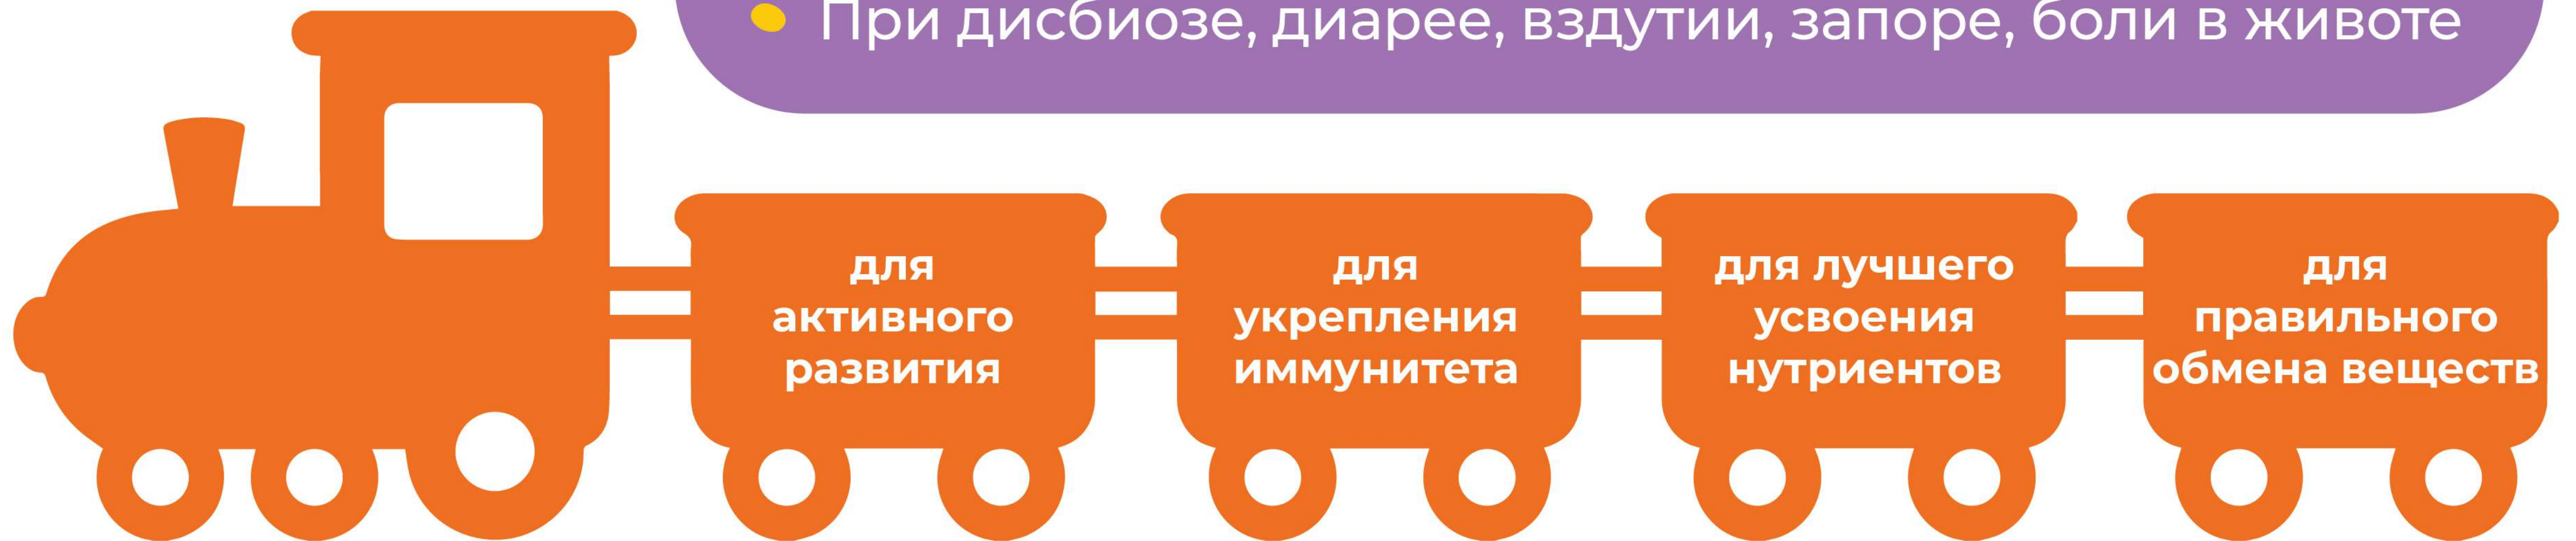 При дисбиозе, диарее, вздутии, запоре, боли в животе
для
активного
развития
для
укрепления
иммунитета
для лучшего
усвоения
нутриентов
для
правильного
обмена веществ